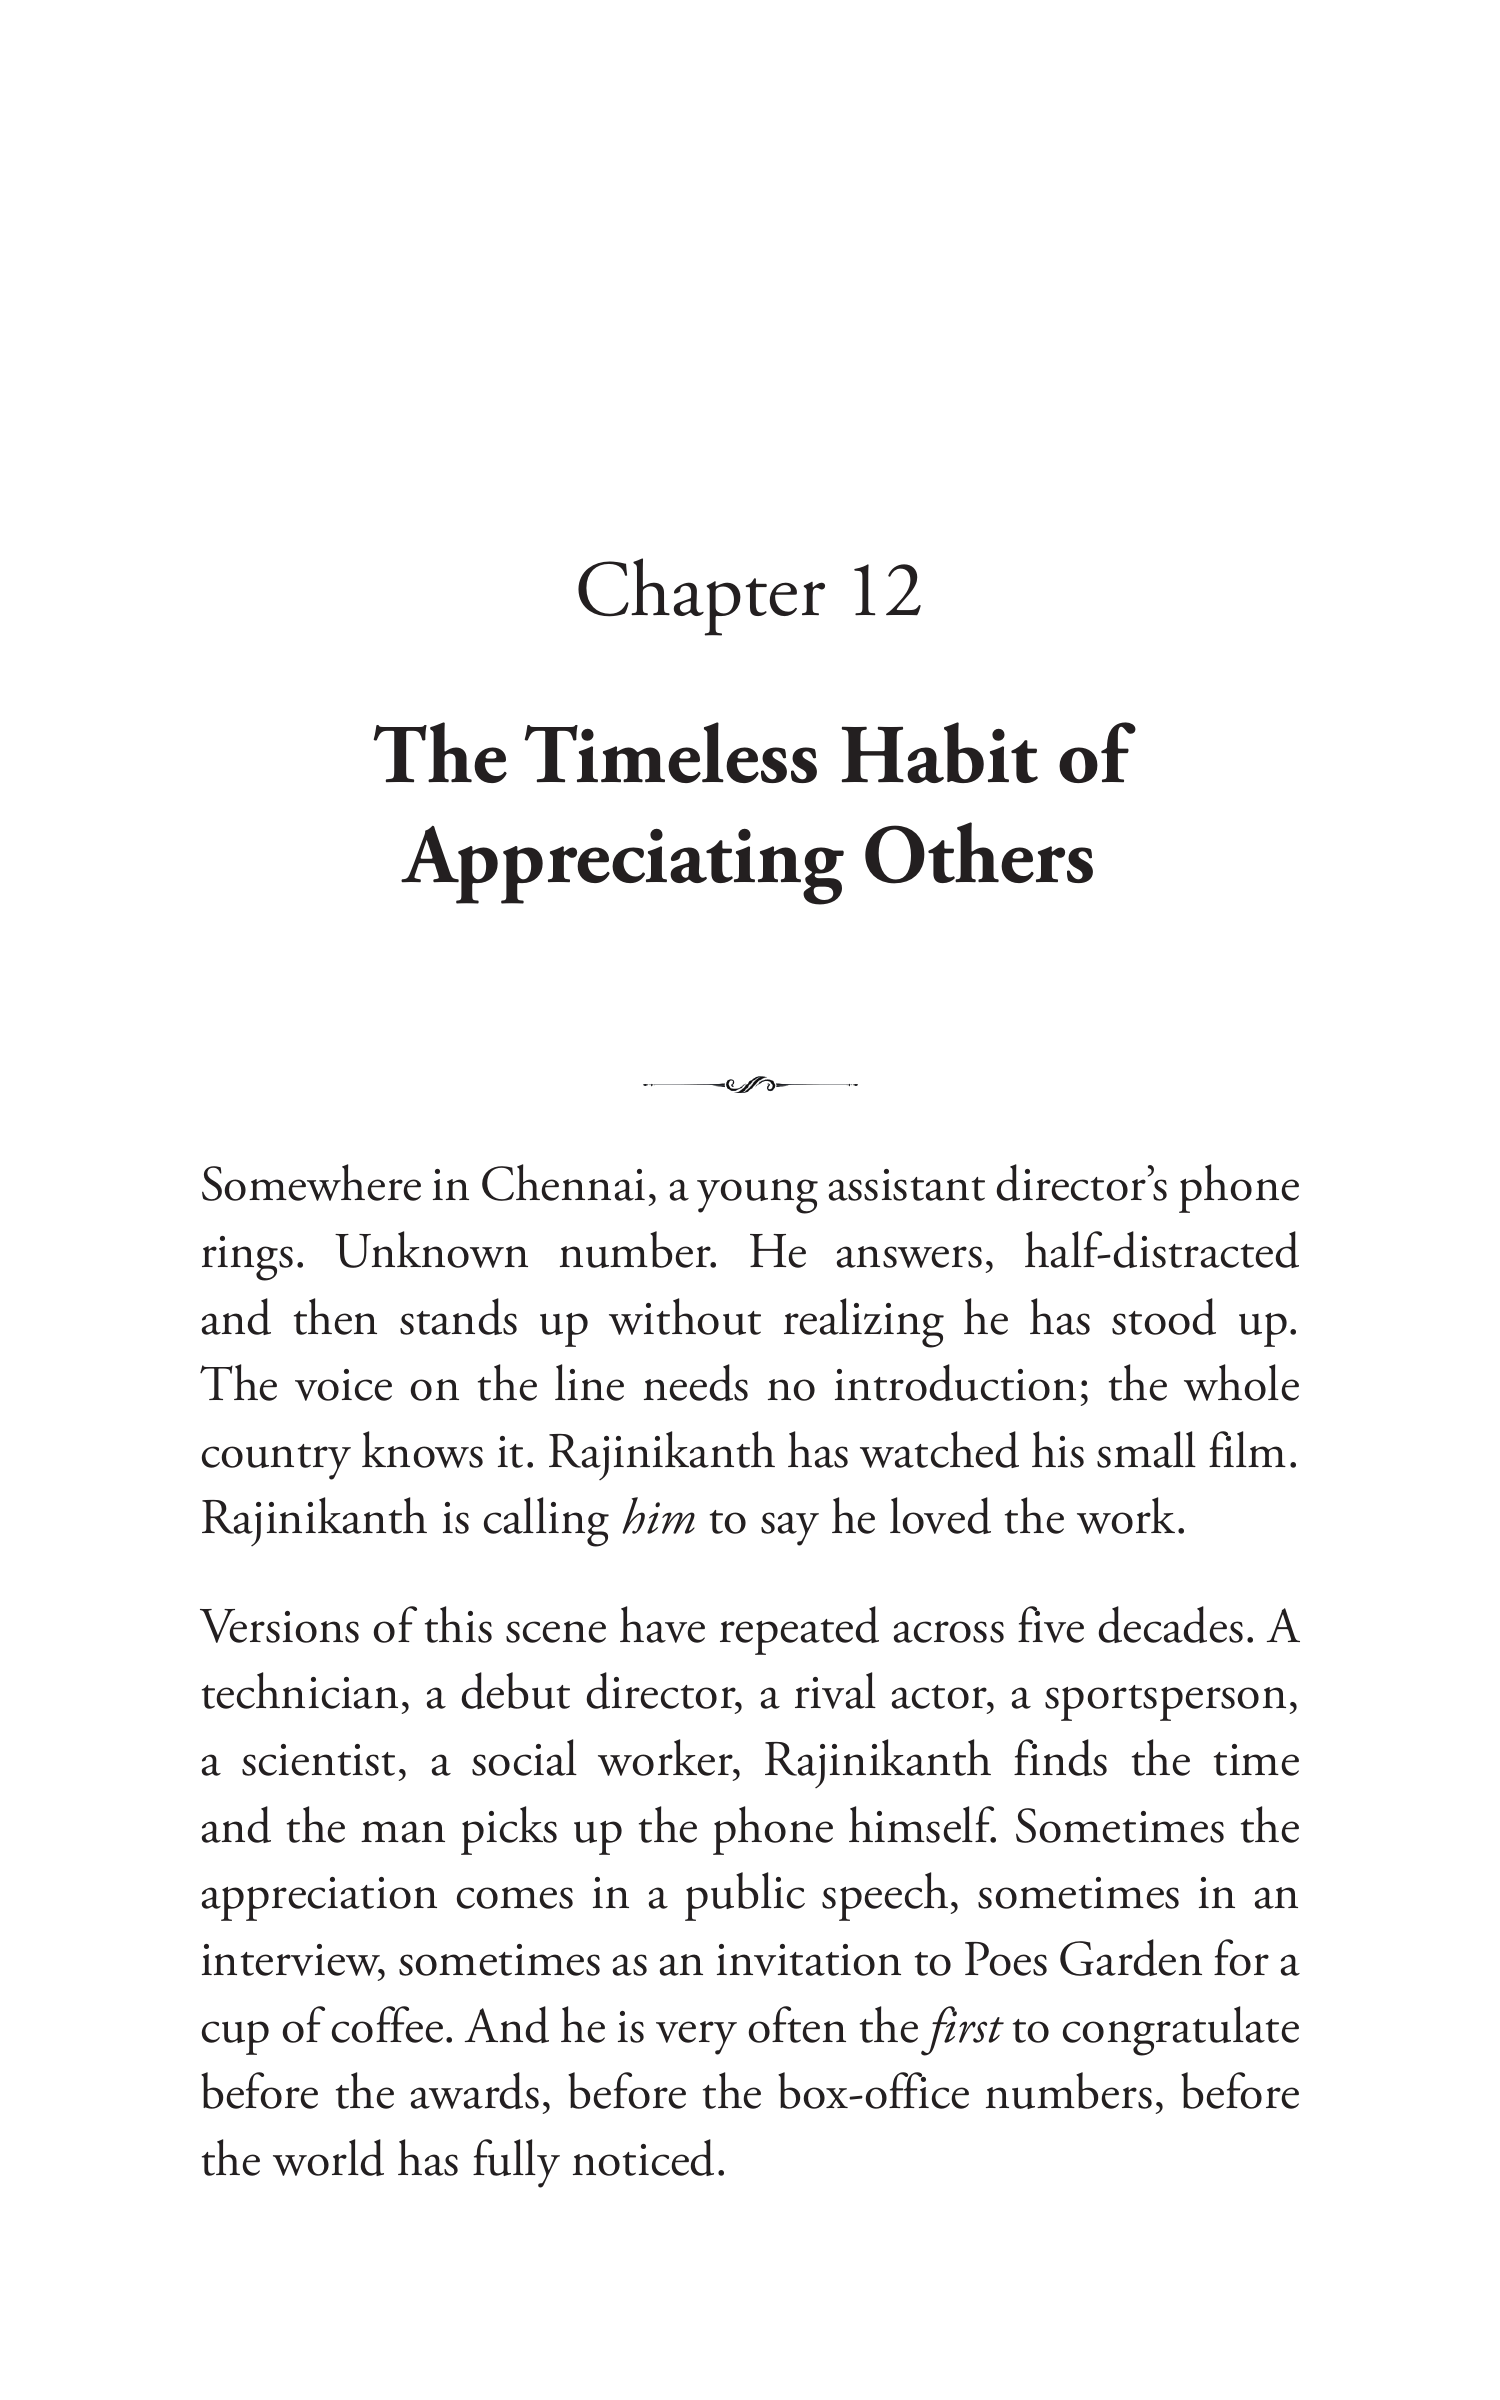 Chapter 12
The Timeless Habit of
Appreciating Others
Somewhere in Chennai, a young assistant director’s phone
rings. Unknown number. He answers, half-distracted
and then stands up without realizing he has stood up.
The voice on the line needs no introduction; the whole
country knows it. Rajinikanth has watched his small film.
Rajinikanth is calling him to say he loved the work.
Versions of this scene have repeated across five decades. A
technician, a debut director, a rival actor, a sportsperson,
a scientist, a social worker, Rajinikanth finds the time
and the man picks up the phone himself. Sometimes the
appreciation comes in a public speech, sometimes in an
interview, sometimes as an invitation to Poes Garden for a
cup of coffee. And he is very often the first to congratulate
before the awards, before the box-office numbers, before
the world has fully noticed.